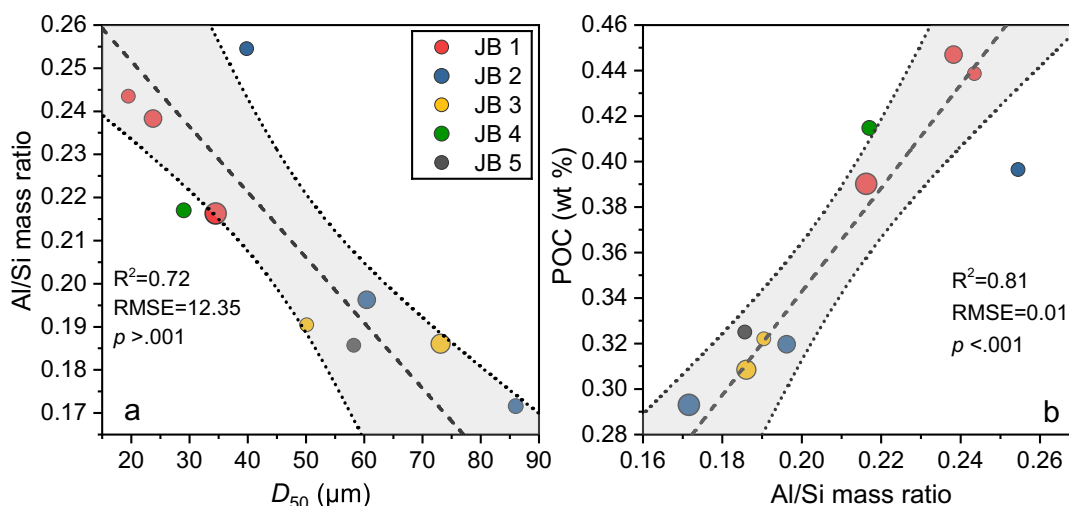 0.26
0.25
0.24
0.23
0.22
0.21
0.20
0.19
0.18
0.17
Al/Si mass ratio
JB 1
JB 2
JB 3
JB 4
JB 5
R²=0.72
RMSE=12.35
p >.001
a
20 30 40 50 60 70 80 90
D₅₀ (µm)
0.46
0.44
0.40
0.38
0.36
0.32
0.30
0.28
POC (wt %)
R²=0.81
RMSE=0.01
p <.001
b
0.16 0.18 0.20 0.22 0.24 0.26
Al/Si mass ratio